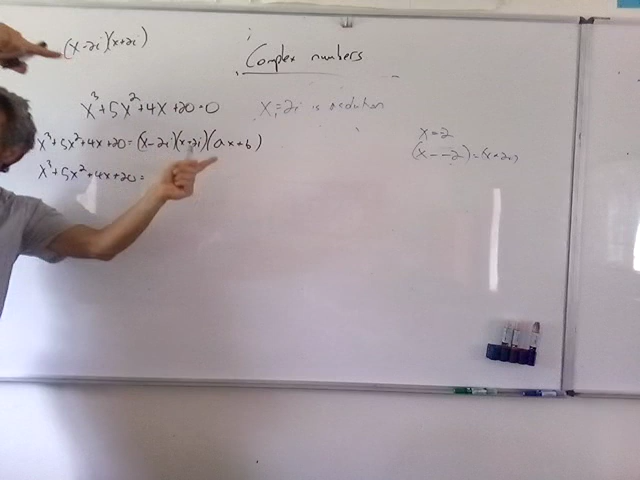 (x-2i)(x+2i)
Complex numbers
x³+5x²+4x+20=0
x₁=2i is a solution
x³+5x²+4x+20=(x-2i)(x+2i)(ax+b)
x=2
(x--2)=(x+2)
x³+5x²+4x+20=